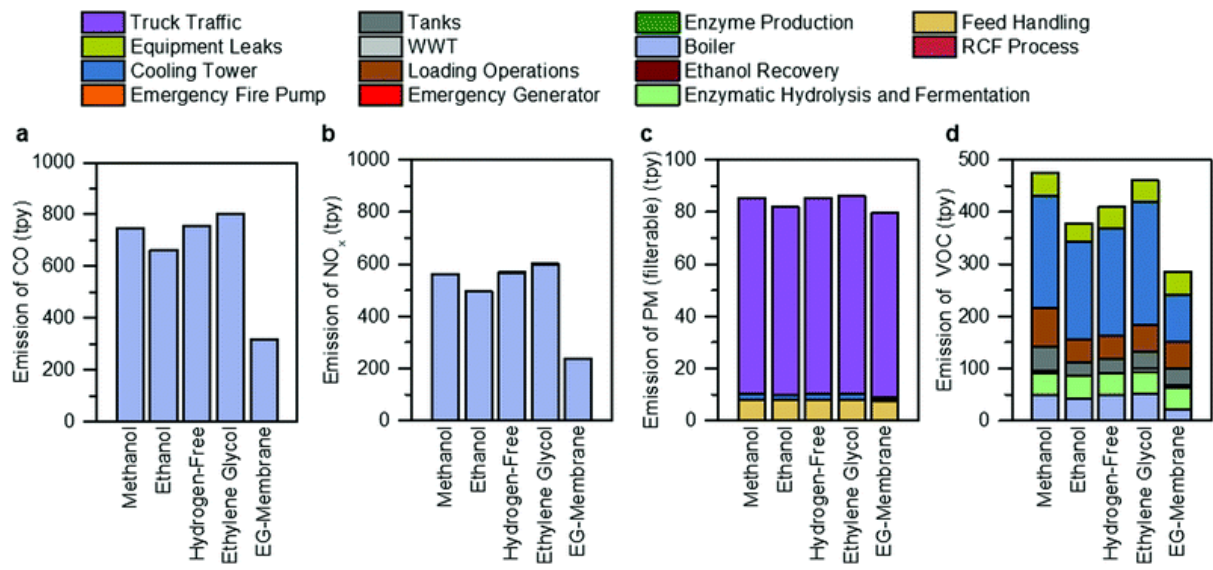 Truck Traffic
Equipment Leaks
Cooling Tower
Emergency Fire Pump
Tanks
WWT
Loading Operations
Emergency Generator
Enzyme Production
Boiler
Ethanol Recovery
Enzymatic Hydrolysis and Fermentation
Feed Handling
RCF Process
a
Emission of CO (tpy)
1000
800
600
400
200
0
Methanol
Ethanol
Hydrogen-Free
Ethylene Glycol
EG-Membrane
b
Emission of NOx (tpy)
1000
800
600
400
200
0
Methanol
Ethanol
Hydrogen-Free
Ethylene Glycol
EG-Membrane
c
Emission of PM (filterable) (tpy)
100
80
60
40
20
0
Methanol
Ethanol
Hydrogen-Free
Ethylene Glycol
EG-Membrane
d
Emission of VOC (tpy)
500
400
300
200
100
0
Methanol
Ethanol
Hydrogen-Free
Ethylene Glycol
EG-Membrane